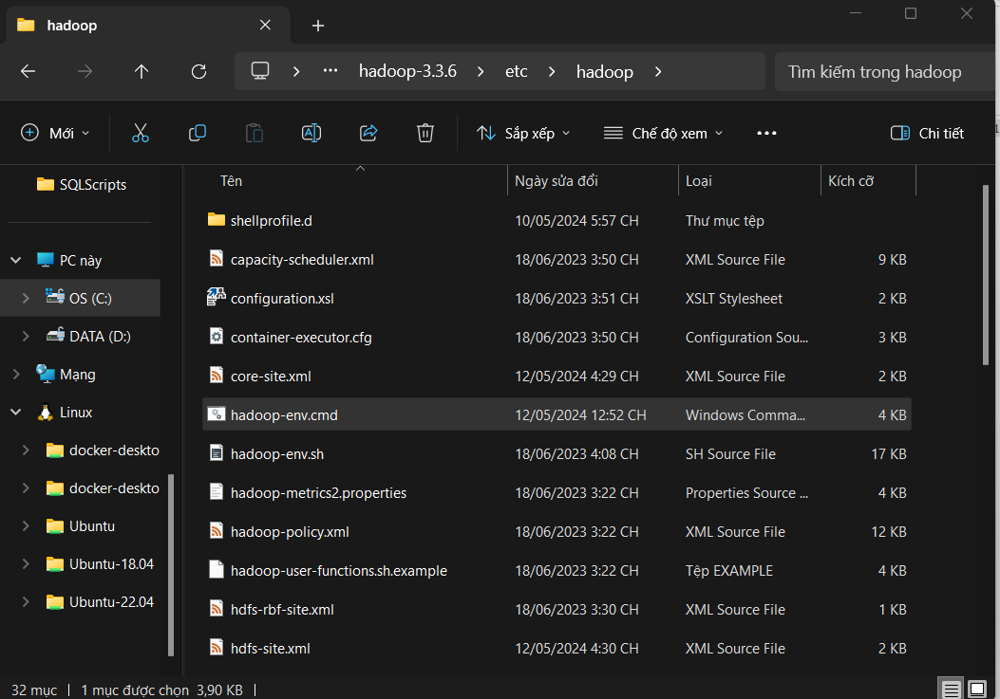 hadoop
hadoop-3.3.6 etc hadoop Tìm kiếm trong hadoop
Mới Sắp xếp Chế độ xem Chi tiết
SQLScripts
PC này
OS (C:)
DATA (D:)
Mạng
Linux
docker-deskto
docker-deskto
Ubuntu
Ubuntu-18.04
Ubuntu-22.04
Tên Ngày sửa đổi Loại Kích cỡ
shellprofile.d 10/05/2024 5:57 CH Thư mục tệp
capacity-scheduler.xml 18/06/2023 3:50 CH XML Source File 9 KB
configuration.xsl 18/06/2023 3:51 CH XSLT Stylesheet 2 KB
container-executor.cfg 18/06/2023 3:50 CH Configuration Sou... 3 KB
core-site.xml 12/05/2024 4:29 CH XML Source File 2 KB
hadoop-env.cmd 12/05/2024 12:52 CH Windows Comma... 4 KB
hadoop-env.sh 18/06/2023 4:08 CH SH Source File 17 KB
hadoop-metrics2.properties 18/06/2023 3:22 CH Properties Source ... 4 KB
hadoop-policy.xml 18/06/2023 3:22 CH XML Source File 12 KB
hadoop-user-functions.sh.example 18/06/2023 3:22 CH Tệp EXAMPLE 4 KB
hdfs-rbf-site.xml 18/06/2023 3:30 CH XML Source File 1 KB
hdfs-site.xml 12/05/2024 4:30 CH XML Source File 2 KB
32 mục 1 mục được chọn 3,90 KB